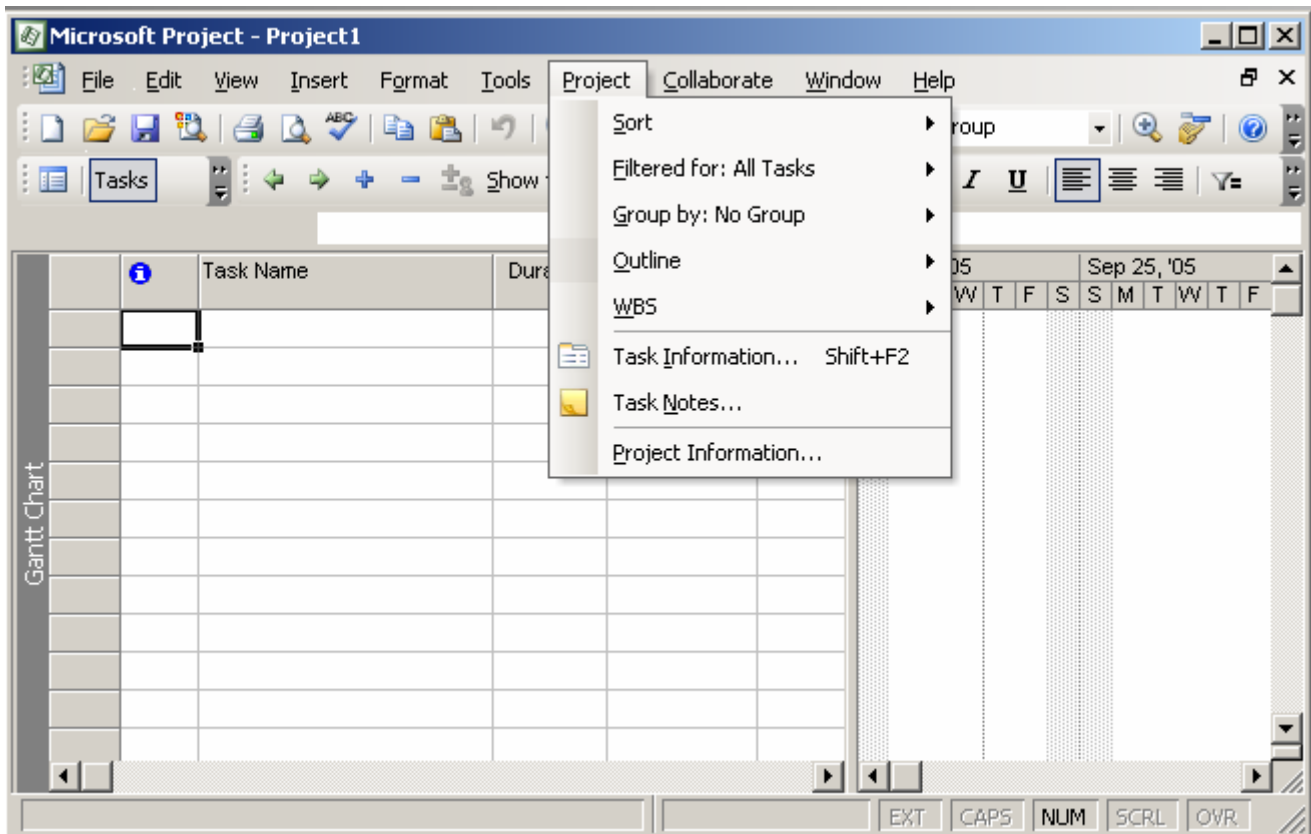 Microsoft Project - Project1
File Edit View Insert Format Tools Project Collaborate Window Help
ABC roup
Tasks Show I U
Sort
Filtered for: All Tasks
Group by: No Group
Outline
WBS
Task Information... Shift+F2
Task Notes...
Project Information...
Task Name Dura 05 Sep 25, '05
W T F S S M T W T F
Gantt Chart
EXT CAPS NUM SCRL OVR